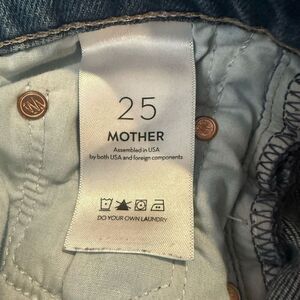 25
MOTHER
Assembled in USA
by both USA and foreign components
DO YOUR OWN LAUNDRY